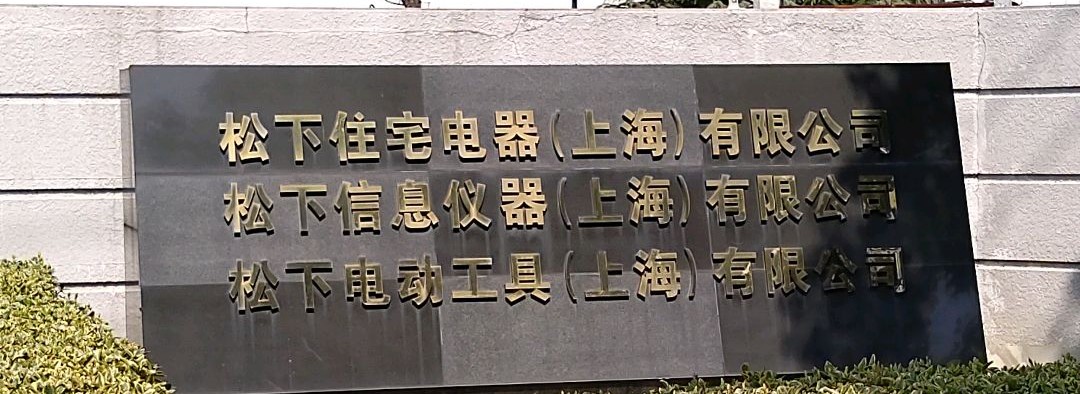 松下住宅电器(上海)有限公司
松下信息仪器(上海)有限公司
松下电动工具(上海)有限公司